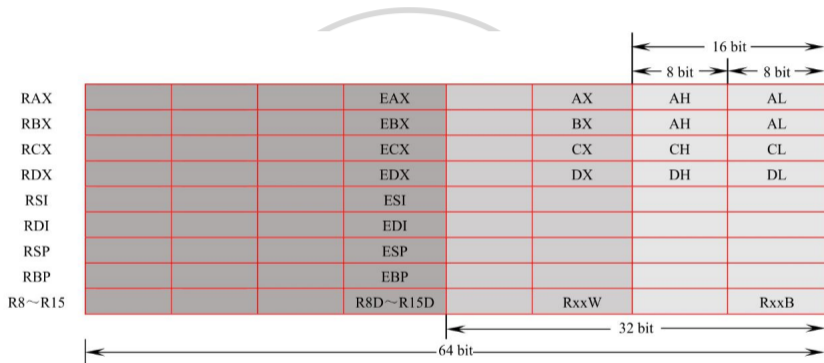 16 bit
8 bit 8 bit
RAX EAX AX AH AL
RBX EBX BX AH AL
RCX ECX CX CH CL
RDX EDX DX DH DL
RSI ESI
RDI EDI
RSP ESP
RBP EBP
R8～R15 R8D～R15D RxxW RxxB
32 bit
64 bit